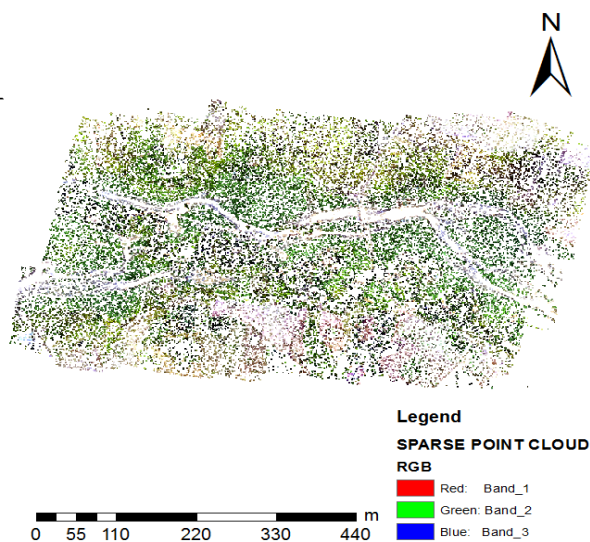 N
Legend
SPARSE POINT CLOUD
RGB
Red: Band_1
Green: Band_2
Blue: Band_3
m
0 55 110 220 330 440